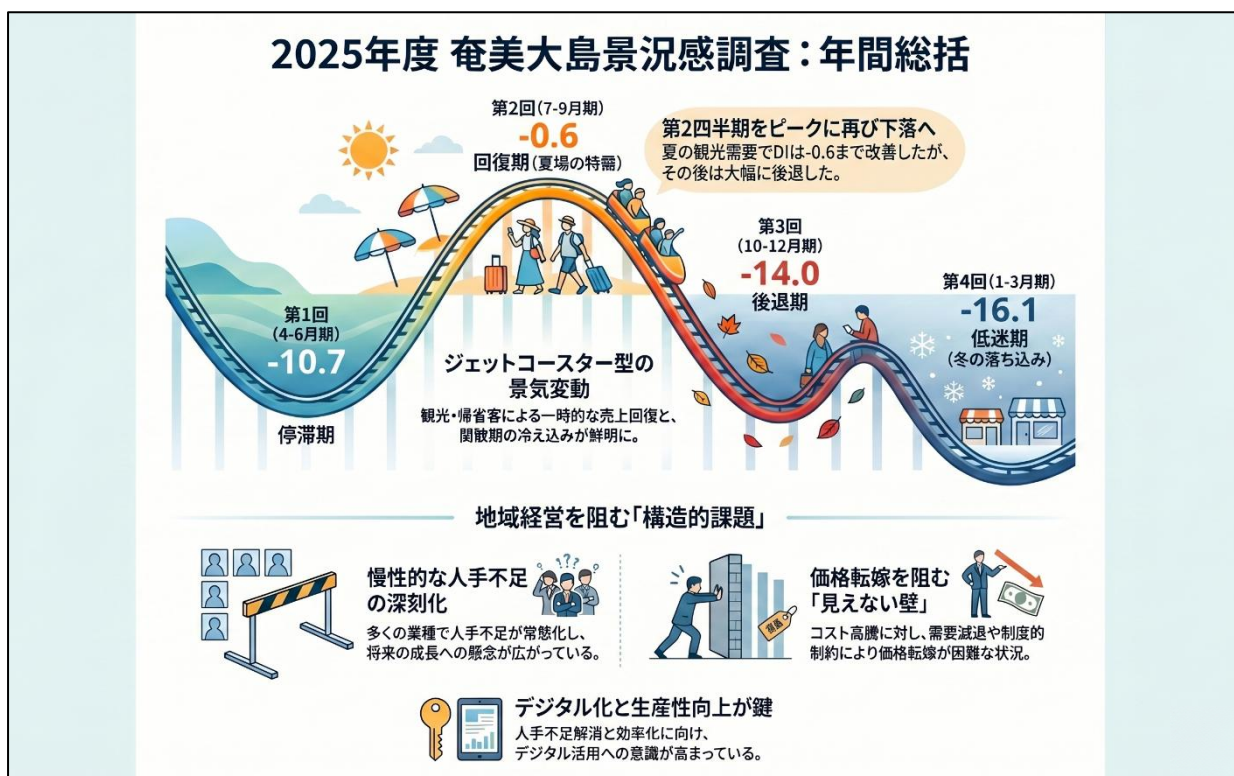 2025年度 奄美大島景況感調査：年間総括
第2回(7-9月期)
-0.6
回復期(夏場の特需)
第2四半期をピークに再び下落へ
夏の観光需要でDIは-0.6まで改善したが、
その後は大幅に後退した。
第3回
(10-12月期)
-14.0
後退期
第4回(1-3月期)
-16.1
低迷期
(冬の落ち込み)
第1回
(4-6月期)
-10.7
停滞期
ジェットコースター型の
景気変動
観光・帰省客による一時的な売上回復と、
閑散期の冷え込みが鮮明に。
地域経営を阻む「構造的課題」
慢性的な人手不足
の深刻化
多くの業種で人手不足が常態化し、
将来の成長への懸念が広がっている。
???
価格転嫁を阻む
「見えない壁」
コスト高騰に対し、需要減退や制度的
制約により価格転嫁が困難な状況。
デジタル化と生産性向上が鍵
人手不足解消と効率化に向け、
デジタル活用への意識が高まっている。